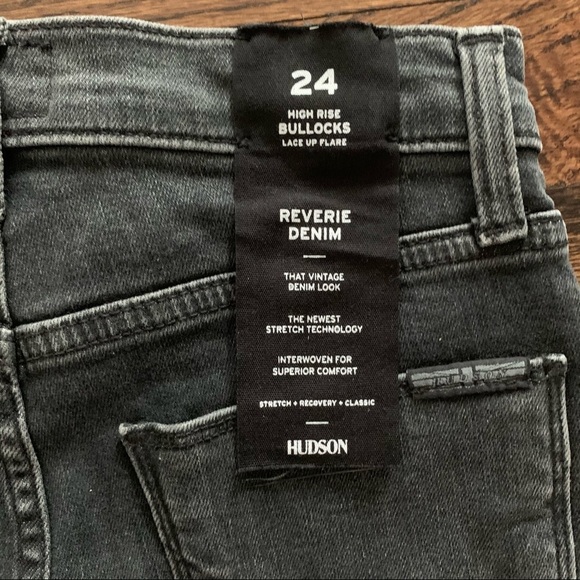 24
HIGH RISE
BULLOCKS
LACE UP FLARE
REVERIE
DENIM
THAT VINTAGE
DENIM LOOK
THE NEWEST
STRETCH TECHNOLOGY
INTERWOVEN FOR
SUPERIOR COMFORT
STRETCH + RECOVERY + CLASSIC
HUDSON